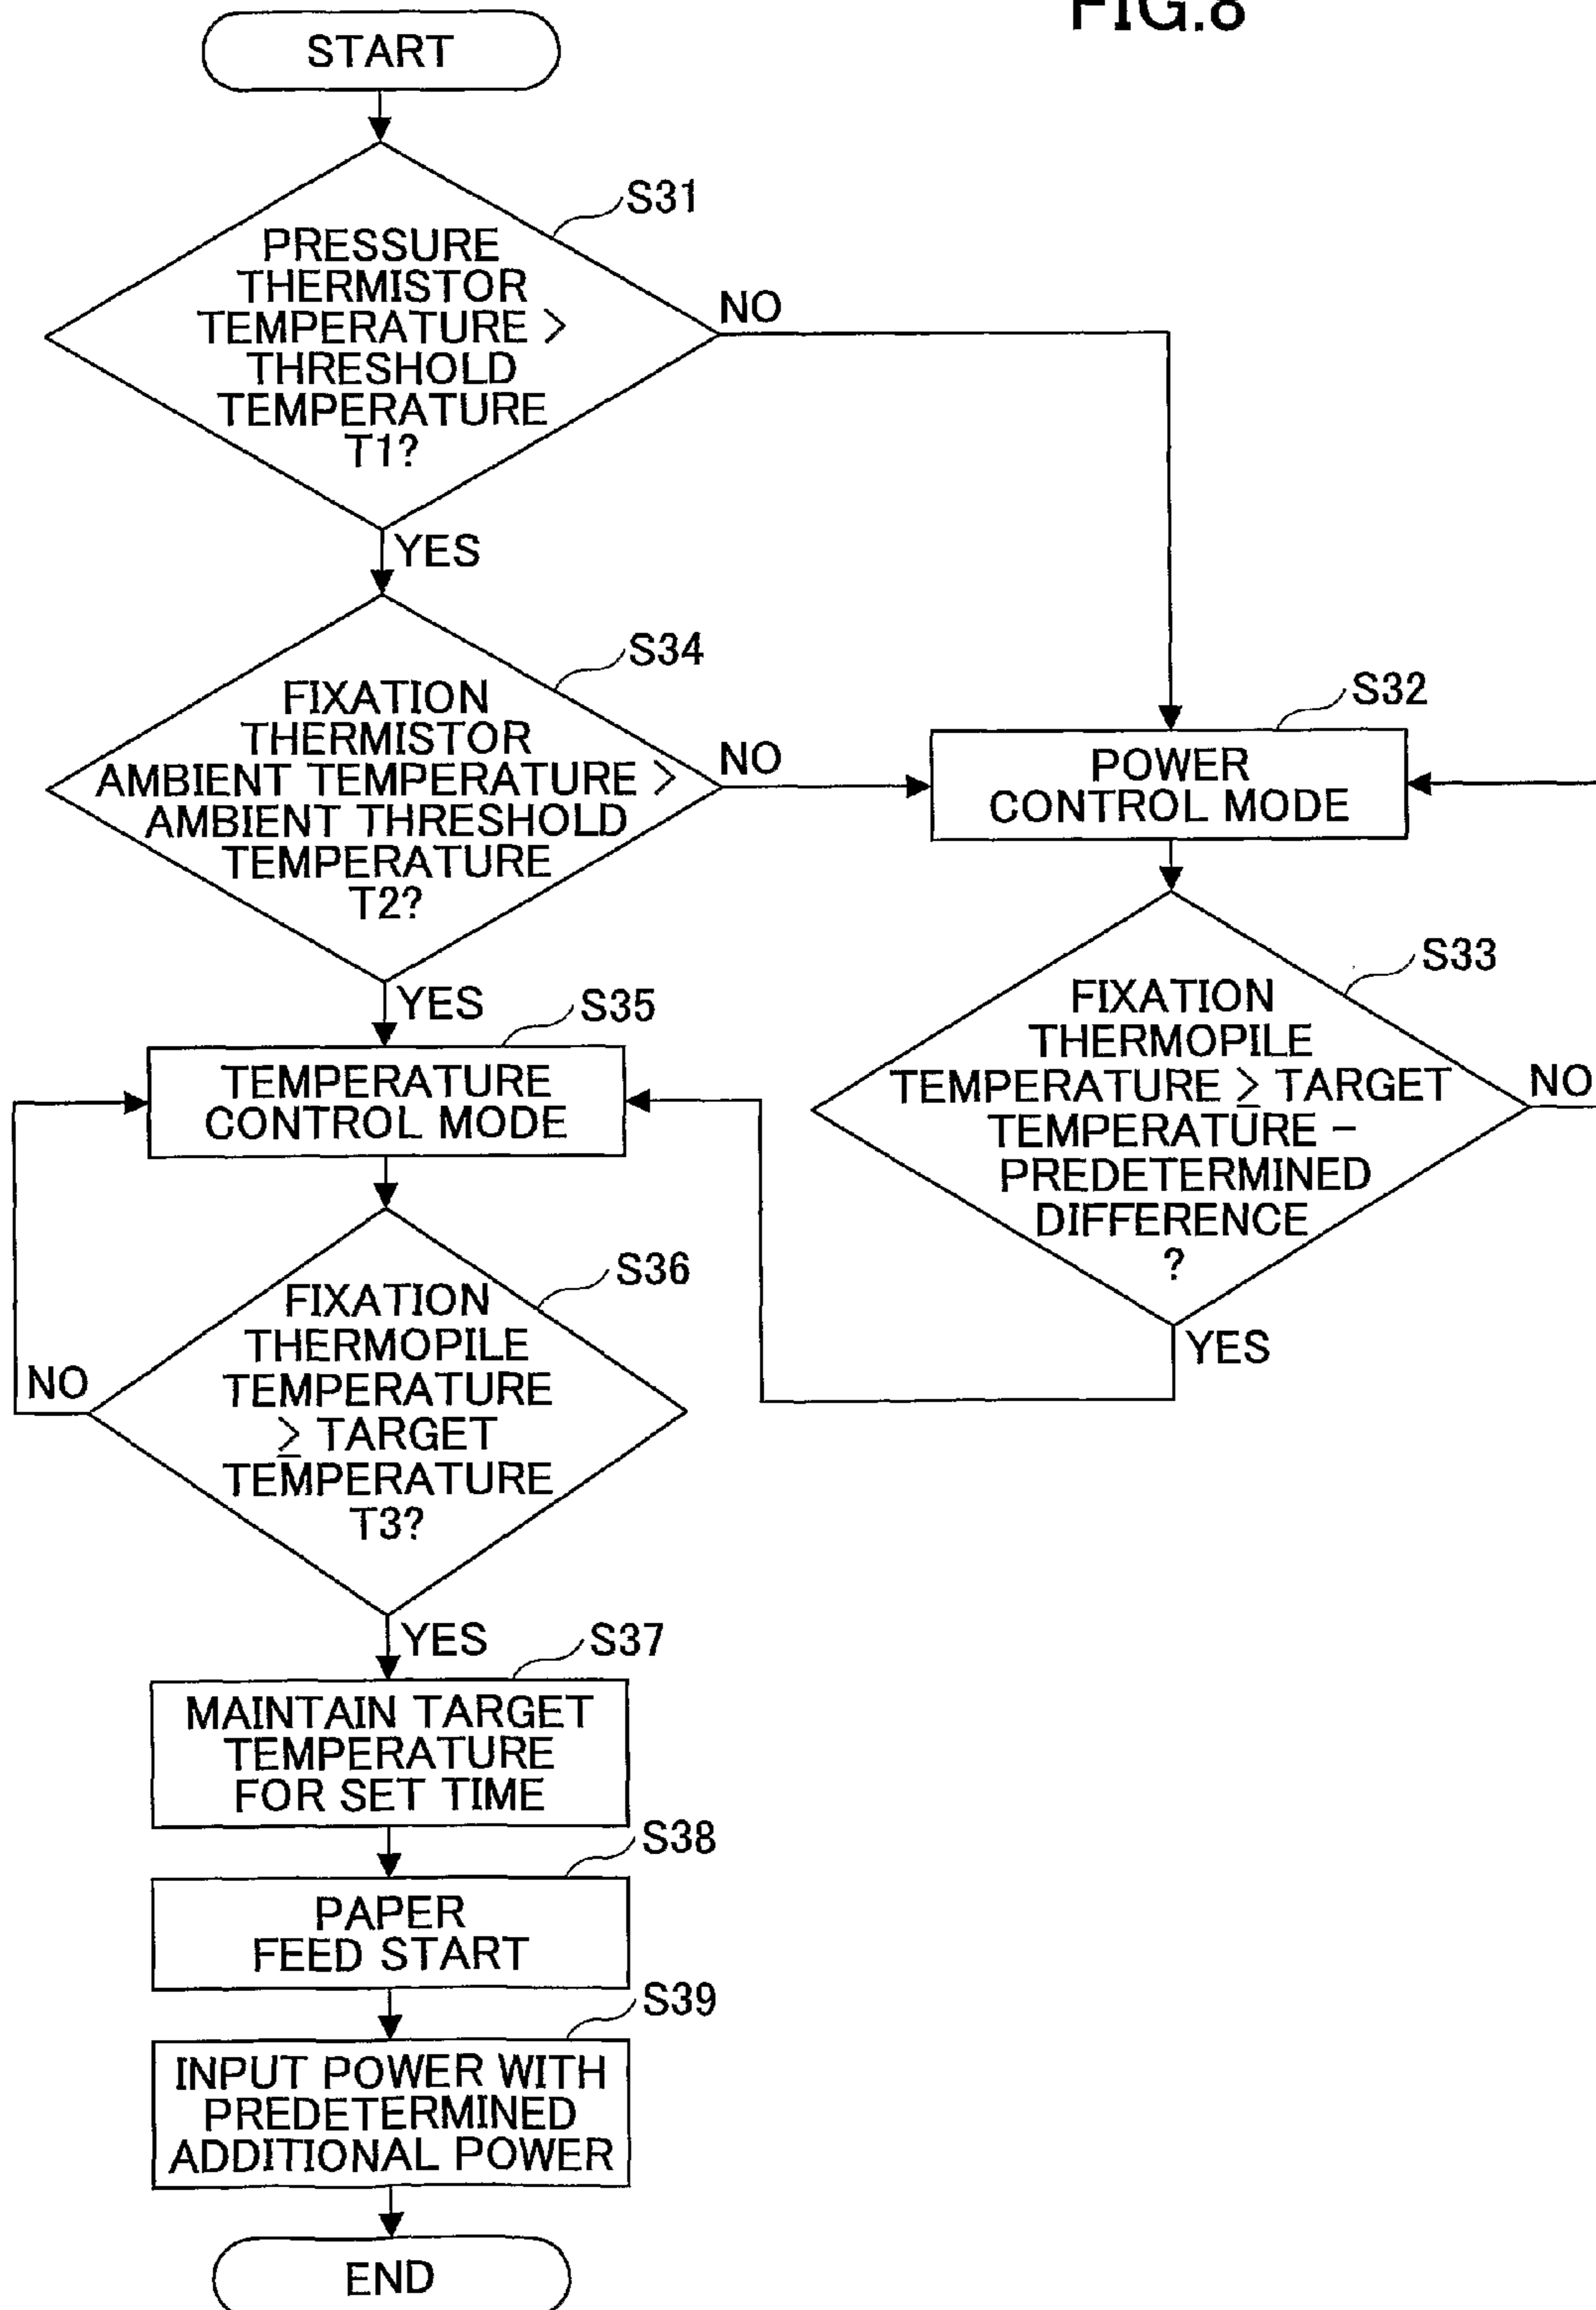 FIG.8
START
S31
PRESSURE
THERMISTOR
TEMPERATURE >
THRESHOLD
TEMPERATURE
T1?
NO
YES
S34
FIXATION
THERMISTOR
AMBIENT TEMPERATURE >
AMBIENT THRESHOLD
TEMPERATURE
T2?
NO
YES
S32
POWER
CONTROL MODE
S33
FIXATION
THERMOPILE
TEMPERATURE ≥ TARGET
TEMPERATURE –
PREDETERMINED
DIFFERENCE
?
NO
YES
S35
TEMPERATURE
CONTROL MODE
S36
FIXATION
THERMOPILE
TEMPERATURE
≥ TARGET
TEMPERATURE
T3?
NO
YES
S37
MAINTAIN TARGET
TEMPERATURE
FOR SET TIME
S38
PAPER
FEED START
S39
INPUT POWER WITH
PREDETERMINED
ADDITIONAL POWER
END